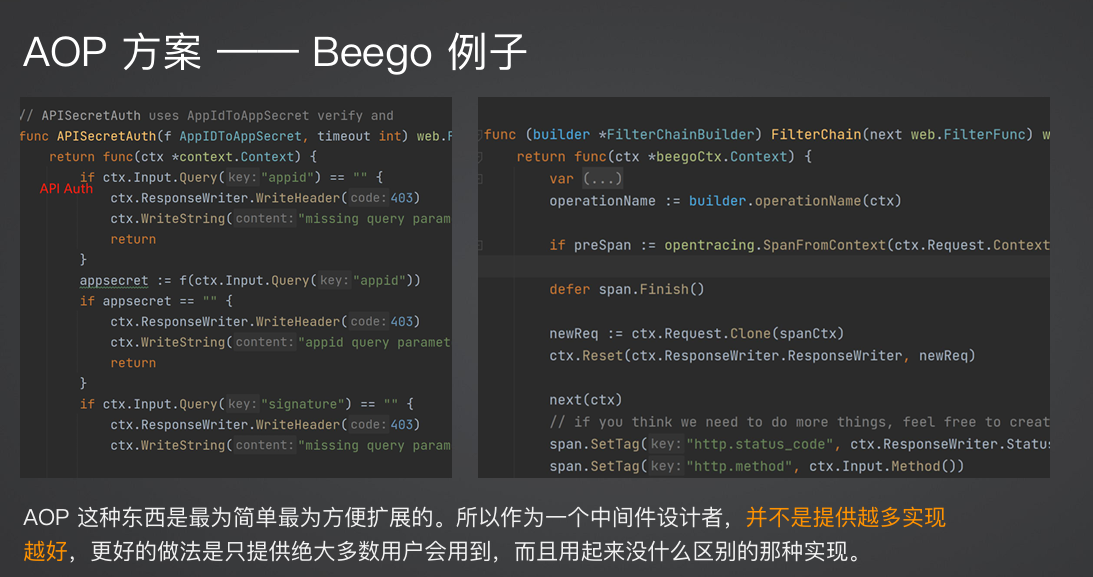 AOP 方案 —— Beego 例子
// APISecretAuth uses AppIdToAppSecret verify and
func APISecretAuth(f AppIDToAppSecret, timeout int) web.F
return func(ctx *context.Context) {
if ctx.Input.Query(key: "appid") == "" {
API Auth
ctx.ResponseWriter.WriteHeader(code: 403)
ctx.WriteString(content: "missing query param
return
}
appsecret := f(ctx.Input.Query(key: "appid"))
if appsecret == "" {
ctx.ResponseWriter.WriteHeader(code: 403)
ctx.WriteString(content: "appid query paramet
return
}
if ctx.Input.Query(key: "signature") == "" {
ctx.ResponseWriter.WriteHeader(code: 403)
ctx.WriteString(content: "missing query param
func (builder *FilterChainBuilder) FilterChain(next web.FilterFunc) w
return func(ctx *beegoCtx.Context) {
var (...)
operationName := builder.operationName(ctx)
if preSpan := opentracing.SpanFromContext(ctx.Request.Context
defer span.Finish()
newReq := ctx.Request.Clone(spanCtx)
ctx.Reset(ctx.ResponseWriter.ResponseWriter, newReq)
next(ctx)
// if you think we need to do more things, feel free to creat
span.SetTag(key: "http.status_code", ctx.ResponseWriter.Status
span.SetTag(key: "http.method", ctx.Input.Method())
AOP 这种东西是最为简单最为方便扩展的。所以作为一个中间件设计者，并不是提供越多实现
越好，更好的做法是只提供绝大多数用户会用到，而且用起来没什么区别的那种实现。